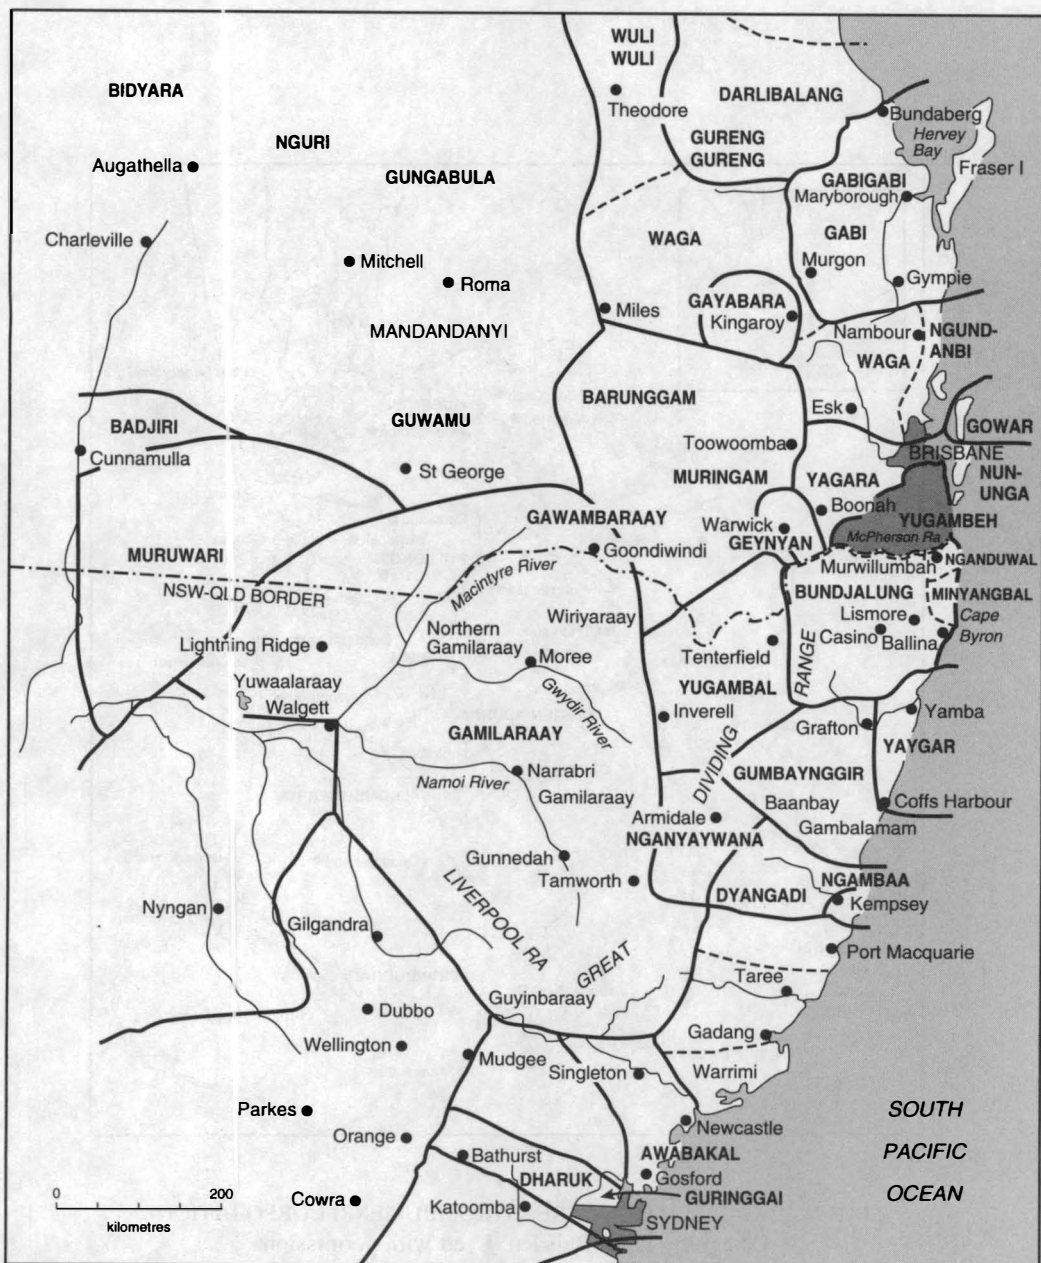 WULI
WULI
BIDYARA
Theodore
DARLIBALANG
Bundaberg
NGURI
GURENG
GURENG
Hervey
Bay
Augathella
GUNGABULA
Fraser I
GABIGABI
Maryborough
Charleville
WAGA
GABI
Mitchell
Murgon
Roma
Gympie
GAYABARA
Kingaroy
Miles
MANDANDANYI
Nambour
NGUND-
ANBI
WAGA
BARUNGGAM
Esk
BADJIRI
GUWAMU
GOWAR
Toowoomba
Cunnamulla
BRISBANE
St George
MURINGAM
YAGARA
NUN-
UNGA
Boonah
GAWAMBARAAY
Warwick
YUGAMBEH
GEYNYAN
McPherson Ra
Goondiwindi
MURUWARI
Murwillumbah
NGANDUWAL
Macintyre River
NSW-QLD BORDER
BUNDJALUNG
MINYANGBAL
Wiriyaraay
Lismore
Cape
Byron
Northern
Gamilaraay
Casino
Ballina
Lightning Ridge
Tenterfield
Moree
RANGE
Yuwaalaraay
YUGAMBAL
Gwydir River
Walgett
Inverell
Yamba
Grafton
GAMILARAAY
YAYGAR
DIVIDING
Narrabri
GUMBAYNGGIR
Namoi River
Gamilaraay
Baanbay
Coffs Harbour
Armidale
Gambalamam
NGANYAYWANA
Gunnedah
Tamworth
NGAMBAA
DYANGADI
Kempsey
Nyngan
LIVERPOOL RA
Gilgandra
Port Macquarie
GREAT
Taree
Guyinbaraay
Dubbo
Gadang
Wellington
Mudgee
Singleton
Warrimi
Parkes
SOUTH
PACIFIC
OCEAN
Newcastle
Orange
AWABAKAL
Bathurst
DHARUK
Gosford
0 200
kilometres
Cowra
GURINGGAI
Katoomba
SYDNEY